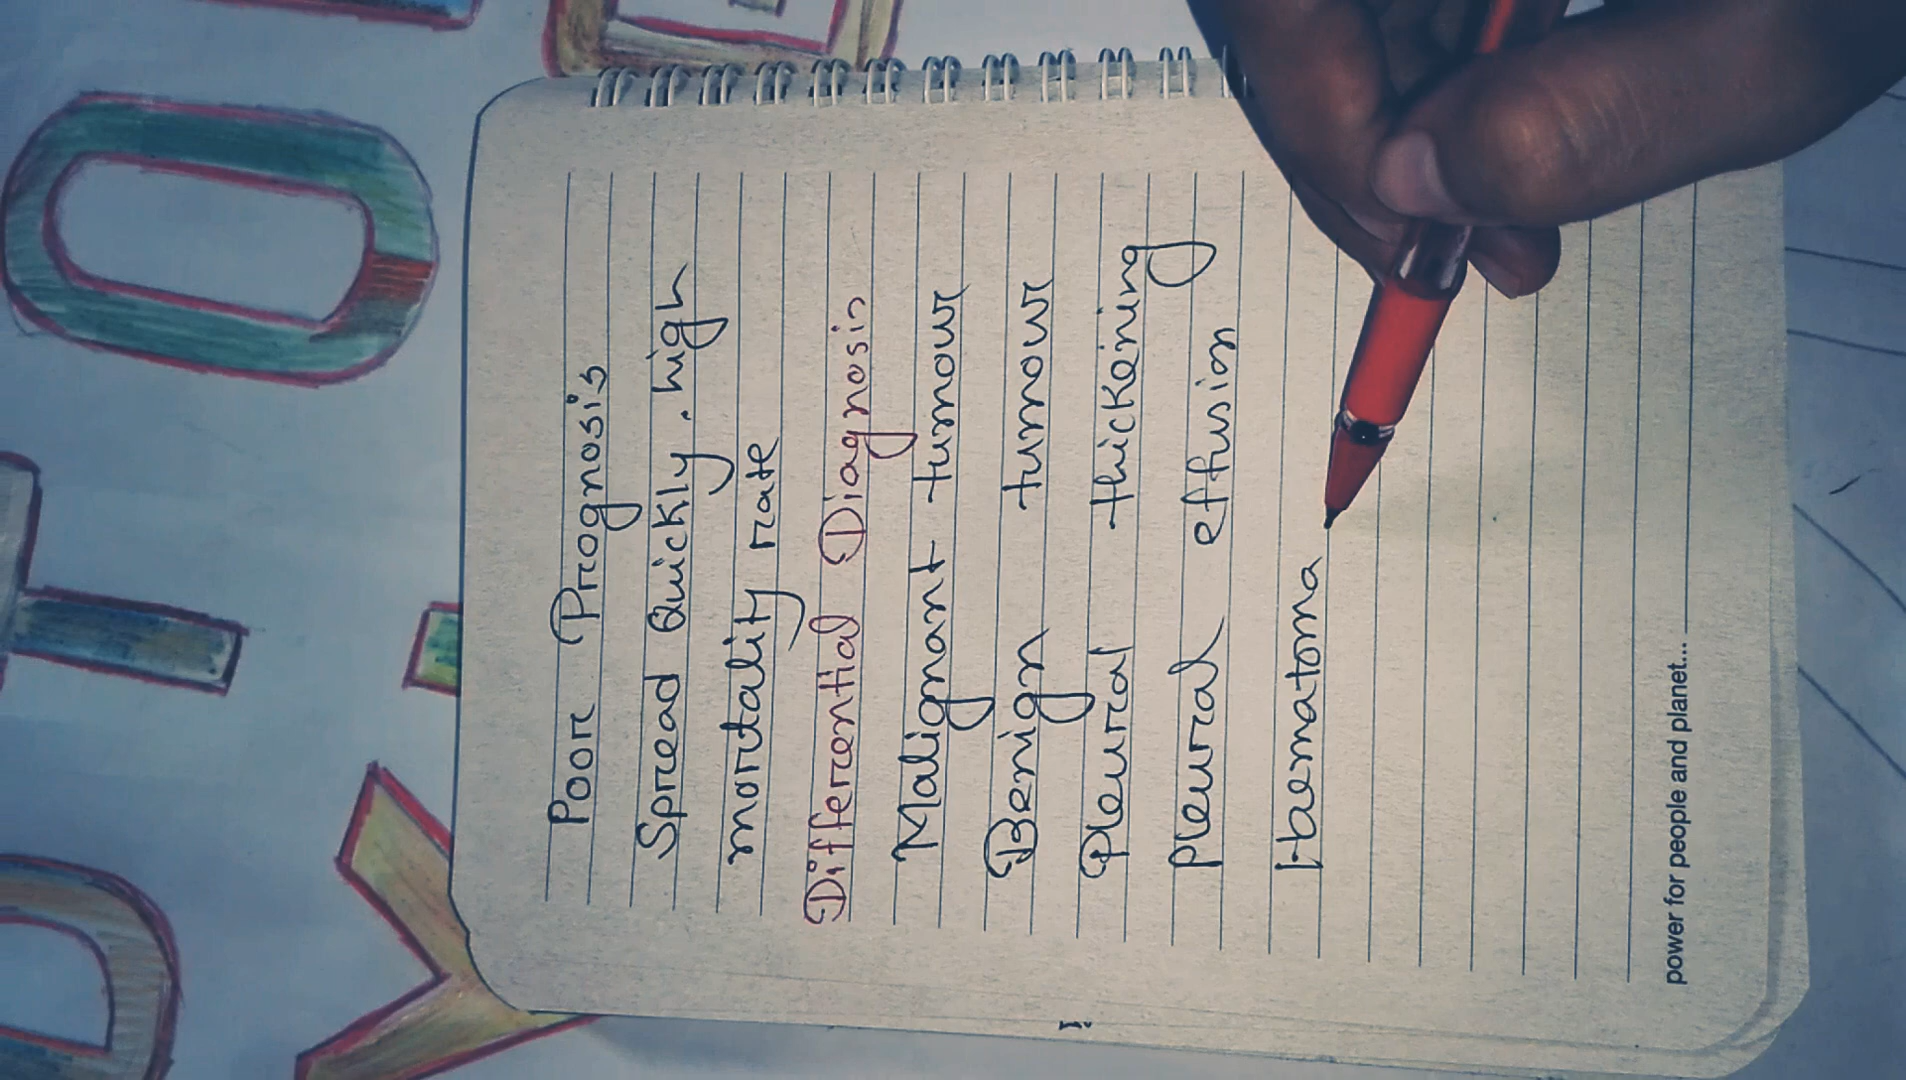 Poor Prognosis
Spread Quickly. high
mortality rate
Differential Diagnosis
Malignant tumour
Benign tumour
Pleural thickening
Pleural effusion
Haematoma
power for people and planet...